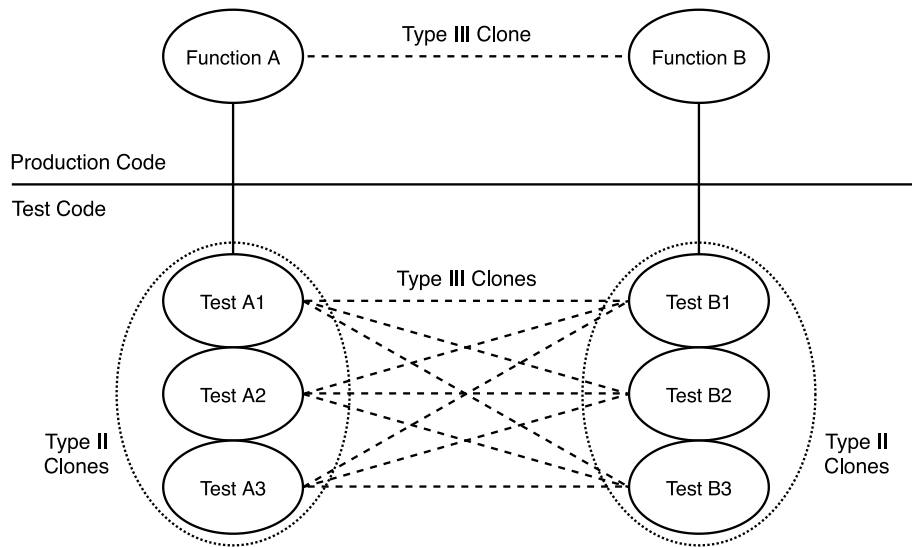 Type III Clone
Function A
Function B
Production Code
Test Code
Type III Clones
Test A1
Test B1
Test A2
Test B2
Type II
Clones
Type II
Clones
Test A3
Test B3